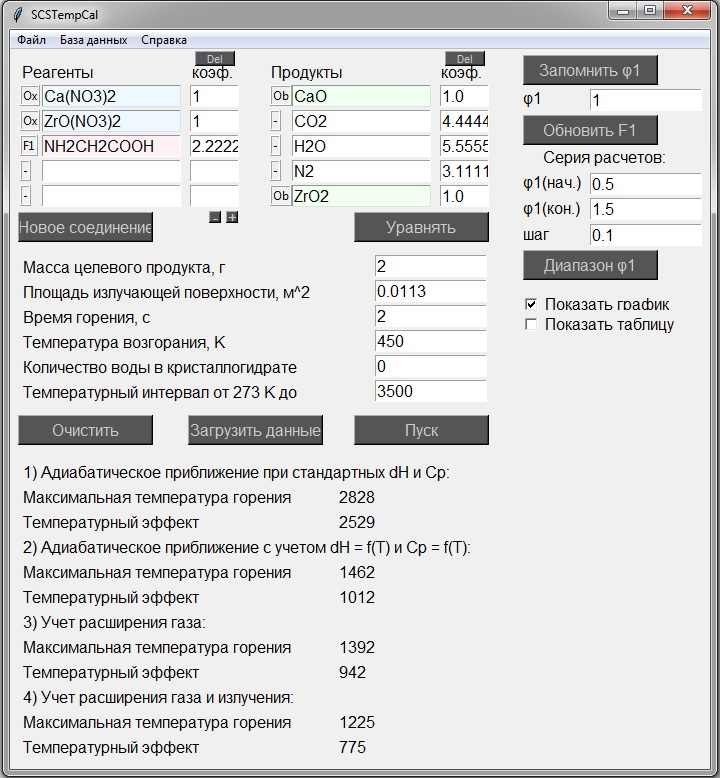 SCSTempCal
Файл База данных Справка
Del Del
Реагенты коэф. Продукты коэф. Запомнить φ1
Ox Ca(NO3)2 1 Ob CaO 1.0 φ1 1
Ox ZrO(NO3)2 1 - CO2 4.4444 Обновить F1
F1 NH2CH2COOH 2.2222 - H2O 5.5555 Серия расчетов:
- - N2 3.1111 φ1(нач.) 0.5
- Ob ZrO2 1.0 φ1(кон.) 1.5
Новое соединение - + Уравнять шаг 0.1
Диапазон φ1
Масса целевого продукта, г 2
Площадь излучающей поверхности, м^2 0.0113 Показать график
Время горения, с 2 Показать таблицу
Температура возгорания, K 450
Количество воды в кристаллогидрате 0
Температурный интервал от 273 K до 3500
Очистить Загрузить данные Пуск
1) Адиабатическое приближение при стандартных dH и Cp:
Максимальная температура горения 2828
Температурный эффект 2529
2) Адиабатическое приближение с учетом dH = f(T) и Cp = f(T):
Максимальная температура горения 1462
Температурный эффект 1012
3) Учет расширения газа:
Максимальная температура горения 1392
Температурный эффект 942
4) Учет расширения газа и излучения:
Максимальная температура горения 1225
Температурный эффект 775